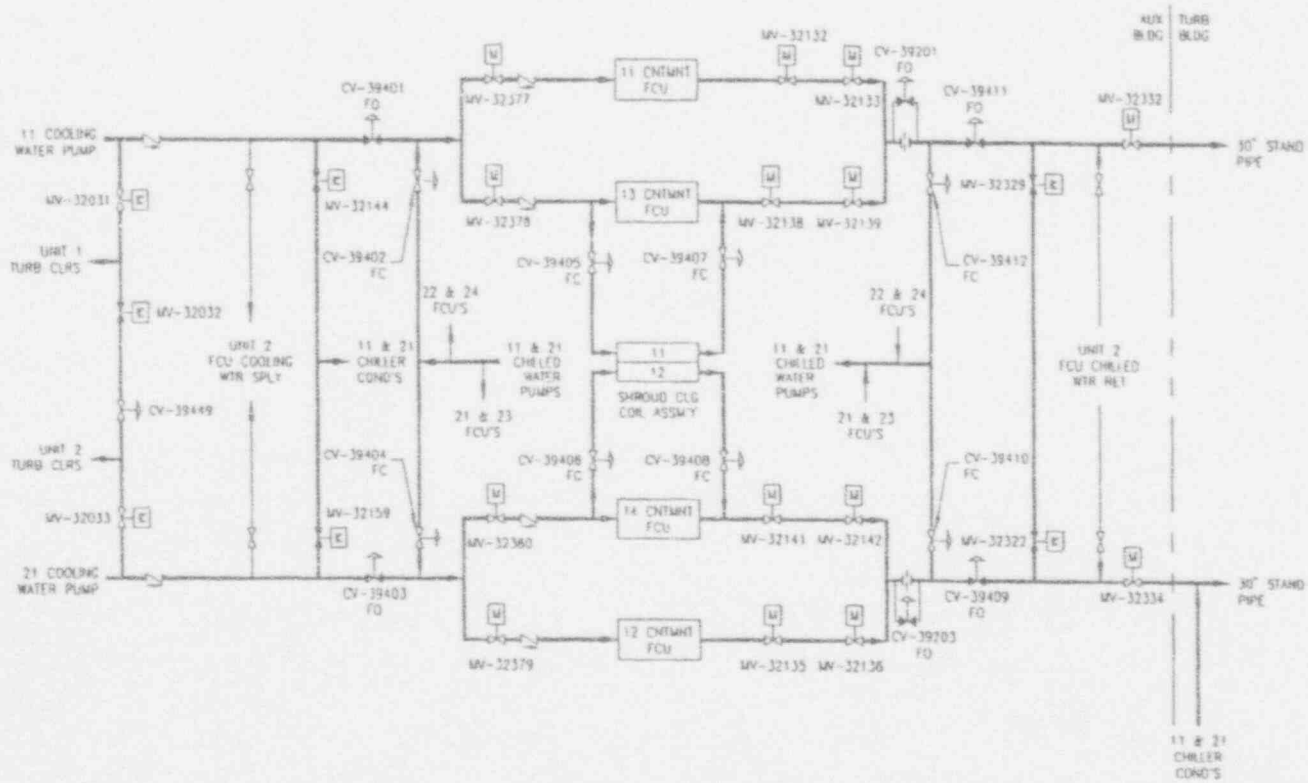 AUX BLDG
TURB BLDG
MV-32132
CV-39201
FO
M
M
M
11 CNTMNT
FCU
CV-39401
FO
MV-32377
MV-32133
CV-39411
FO
MV-32332
M
11 COOLING
WATER PUMP
30" STAND
PIPE
MV-32031
MV-32144
M
13 CNTMNT
FCU
M
M
MV-32329
MV-32378
MV-32138
MV-32139
UNIT 1
TURB CLRS
CV-39402
FC
CV-39405
FC
CV-39407
FC
CV-39412
FC
22 & 24
FCU'S
22 & 24
FCU'S
MV-32032
UNIT 2
FCU COOLING
WTR SPLY
11 & 21
CHILLER
COND'S
11 & 21
CHILLED
WATER
PUMPS
11
12
SHROUD CLG
COIL ASSM'Y
11 & 21
CHILLED
WATER
PUMPS
UNIT 2
FCU CHILLED
WTR RET
CV-39449
21 & 23
FCU'S
21 & 23
FCU'S
UNIT 2
TURB CLRS
CV-39404
FC
CV-39406
FC
CV-39408
FC
CV-39410
FC
MV-32033
MV-32159
M
14 CNTMNT
FCU
M
M
MV-32322
MV-32380
MV-32141
MV-32142
21 COOLING
WATER PUMP
30" STAND
PIPE
CV-39403
FO
M
12 CNTMNT
FCU
M
M
CV-39409
FO
M
MV-32334
MV-32379
MV-32135
MV-32136
CV-39203
FO
11 & 21
CHILLER
COND'S